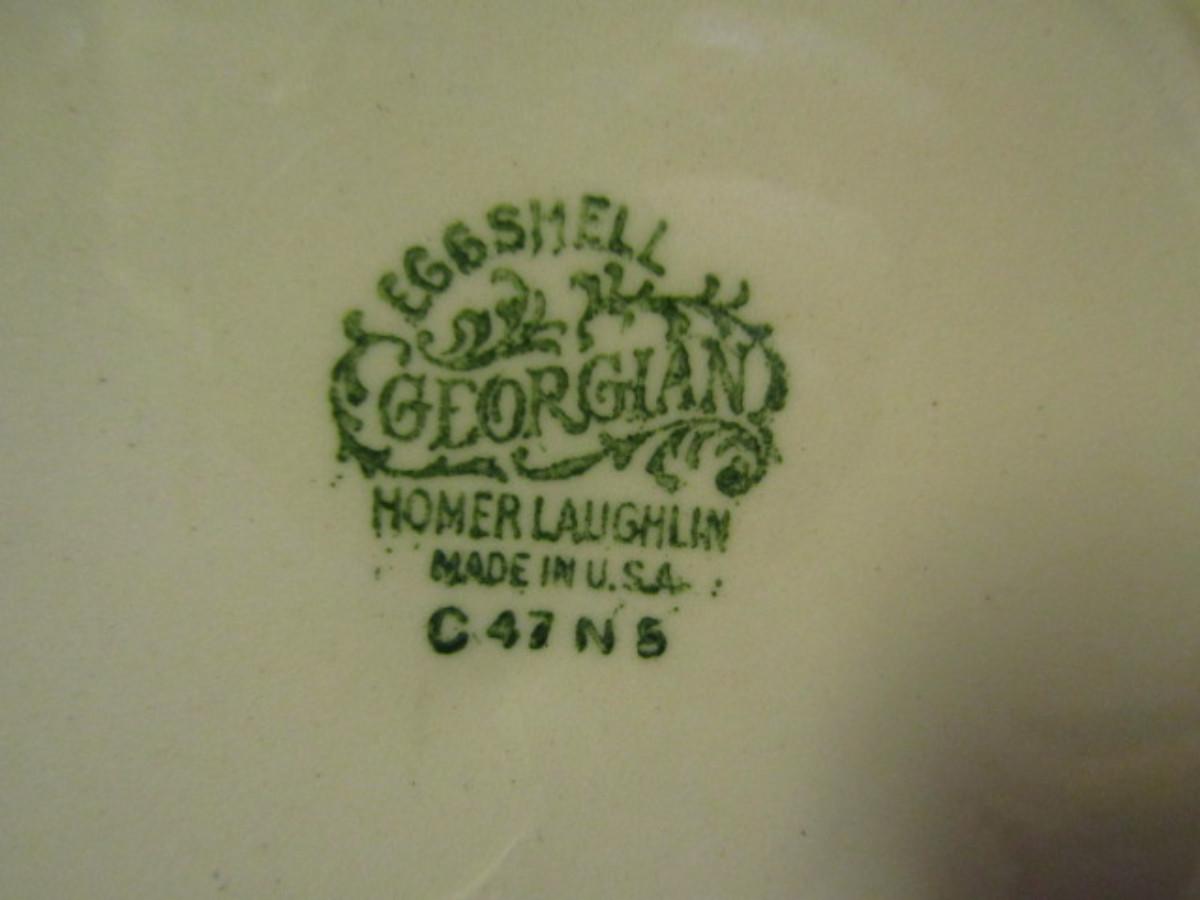 EGGSHELL
GEORGIAN
HOMER LAUGHLIN
MADE IN U.S.A.
C 47 N 5